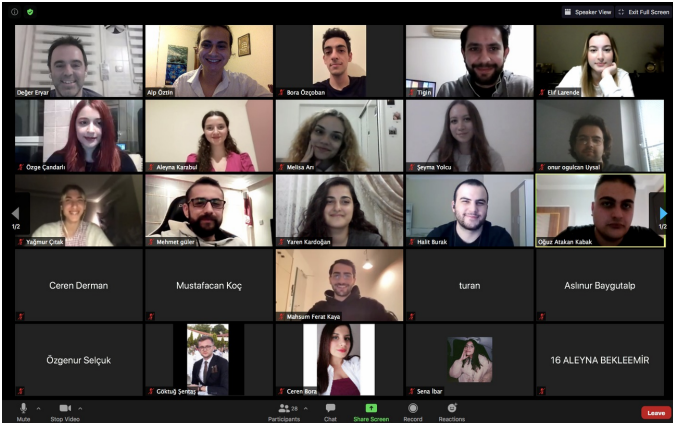 Speaker View
Exit Full Screen
Değer Eryar
Alp Öztin
Bora Özçoban
Tigin
Elif Larende
Özge Çandarlı
Aleyna Karabul
Melisa Arı
Şeyma Yolcu
onur ogulcan Uysal
1/2
1/2
Yağmur Çıtak
Mehmet güler
Yaren Kardoğan
Halit Burak
Oğuz Atakan Kabak
Ceren Derman
Mustafacan Koç
Mahsum Ferat Kaya
turan
Aslınur Baygutalp
Özgenur Selçuk
Göktuğ Şentaş
Ceren Bora
Sena İbar
16 ALEYNA BEKLEEMİR
Mute
Stop Video
28
Participants
Chat
Share Screen
Record
Reactions
Leave